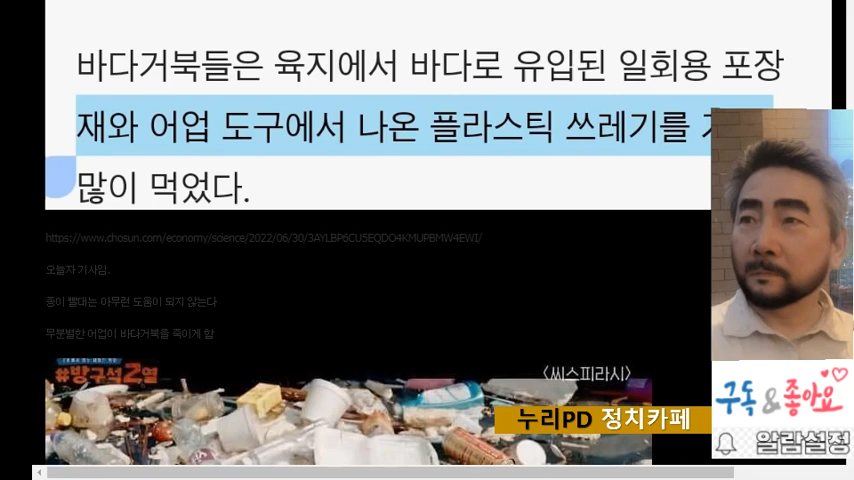 바다거북들은 육지에서 바다로 유입된 일회용 포장
재와 어업 도구에서 나온 플라스틱 쓰레기를
많이 먹었다.
https://www.chosun.com/economy/science/2022/06/30/3AYLBP6CU5EQDO4KMUPBMW4EWI/
오늘자 기사임.
종이 빨대는 아무런 도움이 되지 않는다
무분별한 어업이 바다거북을 죽이게 함
#방구석2열
〈씨스피라시〉
누리PD 정치카페
구독&좋아요
알람설정